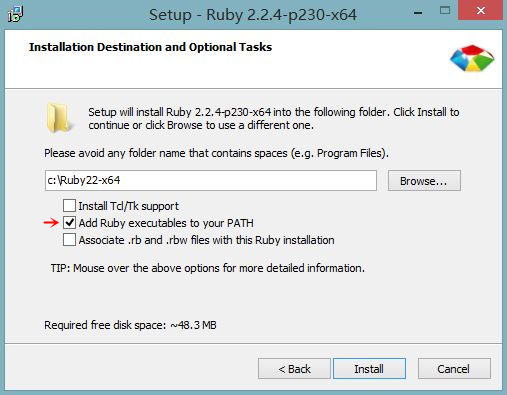 Setup - Ruby 2.2.4-p230-x64
Installation Destination and Optional Tasks
Setup will install Ruby 2.2.4-p230-x64 into the following folder. Click Install to
continue or click Browse to use a different one.
Please avoid any folder name that contains spaces (e.g. Program Files).
c:\Ruby22-x64
Browse...
Install Tcl/Tk support
Add Ruby executables to your PATH
Associate .rb and .rbw files with this Ruby installation
TIP: Mouse over the above options for more detailed information.
Required free disk space: ~48.3 MB
< Back
Install
Cancel